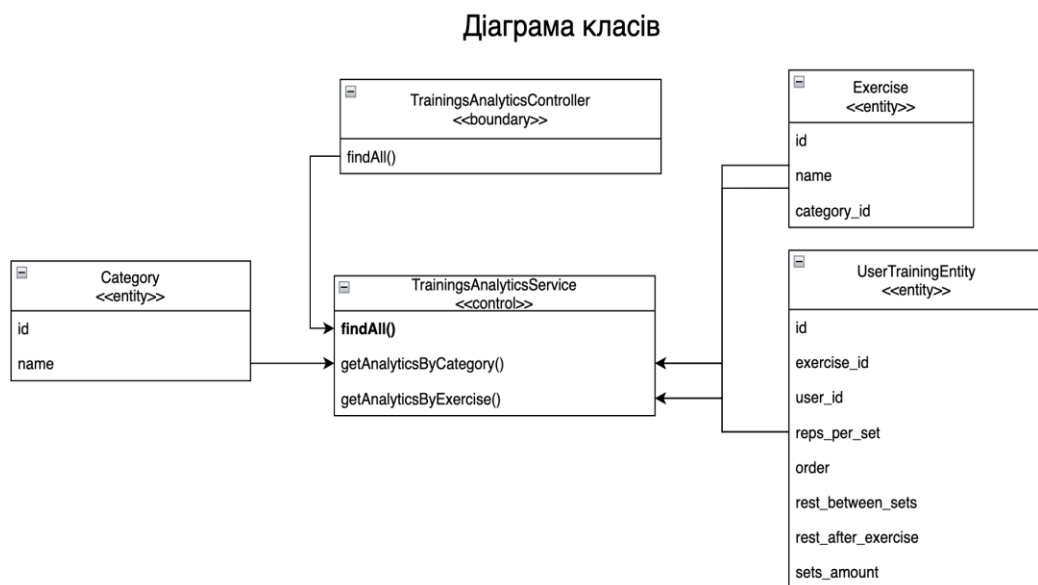 Діаграма класів
TrainingsAnalyticsController
<<boundary>>
findAll()
Exercise
<<entity>>
id
name
category_id
Category
<<entity>>
id
name
TrainingsAnalyticsService
<<control>>
findAll()
getAnalyticsByCategory()
getAnalyticsByExercise()
UserTrainingEntity
<<entity>>
id
exercise_id
user_id
reps_per_set
order
rest_between_sets
rest_after_exercise
sets_amount